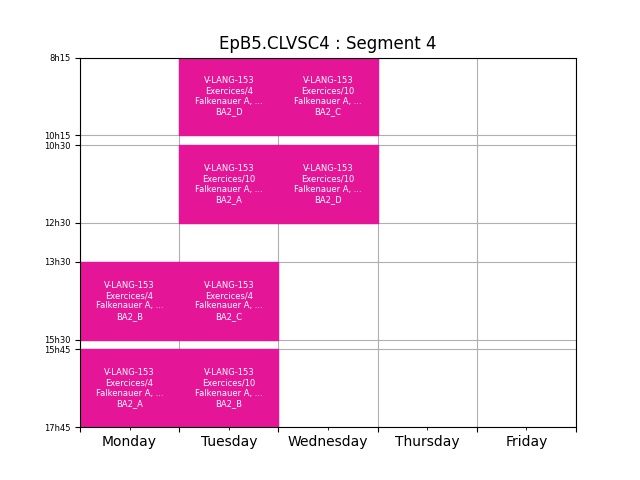 EpB5.CLVSC4 : Segment 4
8h15
V-LANG-153
Exercices/4
Falkenauer A, ...
BA2_D
V-LANG-153
Exercices/10
Falkenauer A, ...
BA2_C
10h15
10h30
V-LANG-153
Exercices/10
Falkenauer A, ...
BA2_A
V-LANG-153
Exercices/10
Falkenauer A, ...
BA2_D
12h30
13h30
V-LANG-153
Exercices/4
Falkenauer A, ...
BA2_B
V-LANG-153
Exercices/4
Falkenauer A, ...
BA2_C
15h30
15h45
V-LANG-153
Exercices/4
Falkenauer A, ...
BA2_A
V-LANG-153
Exercices/10
Falkenauer A, ...
BA2_B
17h45
Monday Tuesday Wednesday Thursday Friday